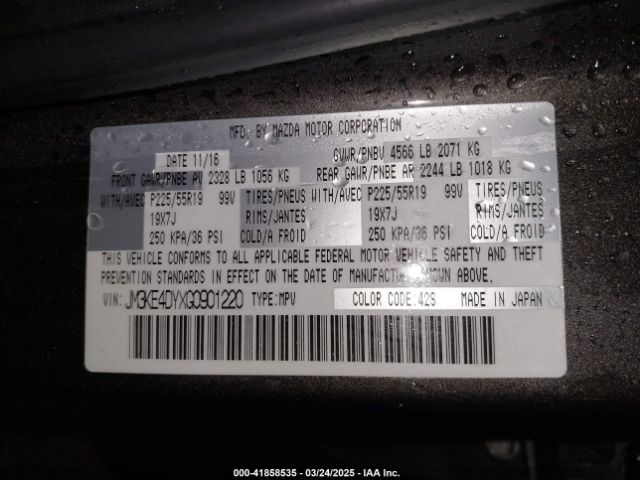 MFD. BY MAZDA MOTOR CORPORATION
DATE 11/16 GVWR/PNBV 4566 LB 2071 KG
FRONT GAWR/PNBE AV 2328 LB 1056 KG REAR GAWR/PNBE AR 2244 LB 1018 KG
WITH/AVEC P225/55R19 99V TIRES/PNEUS WITH/AVEC P225/55R19 99V TIRES/PNEUS
19X7J RIMS/JANTES 19X7J RIMS/JANTES
250 KPA/36 PSI COLD/A FROID 250 KPA/36 PSI COLD/A FROID
THIS VEHICLE CONFORMS TO ALL APPLICABLE FEDERAL MOTOR VEHICLE SAFETY AND THEFT
PREVENTION STANDARDS IN EFFECT ON THE DATE OF MANUFACTURE SHOWN ABOVE.
VIN: JM3KE4DYXG0901220 TYPE:MPV COLOR CODE:42S MADE IN JAPAN
000-41858535 - 03/24/2025 - IAA Inc.